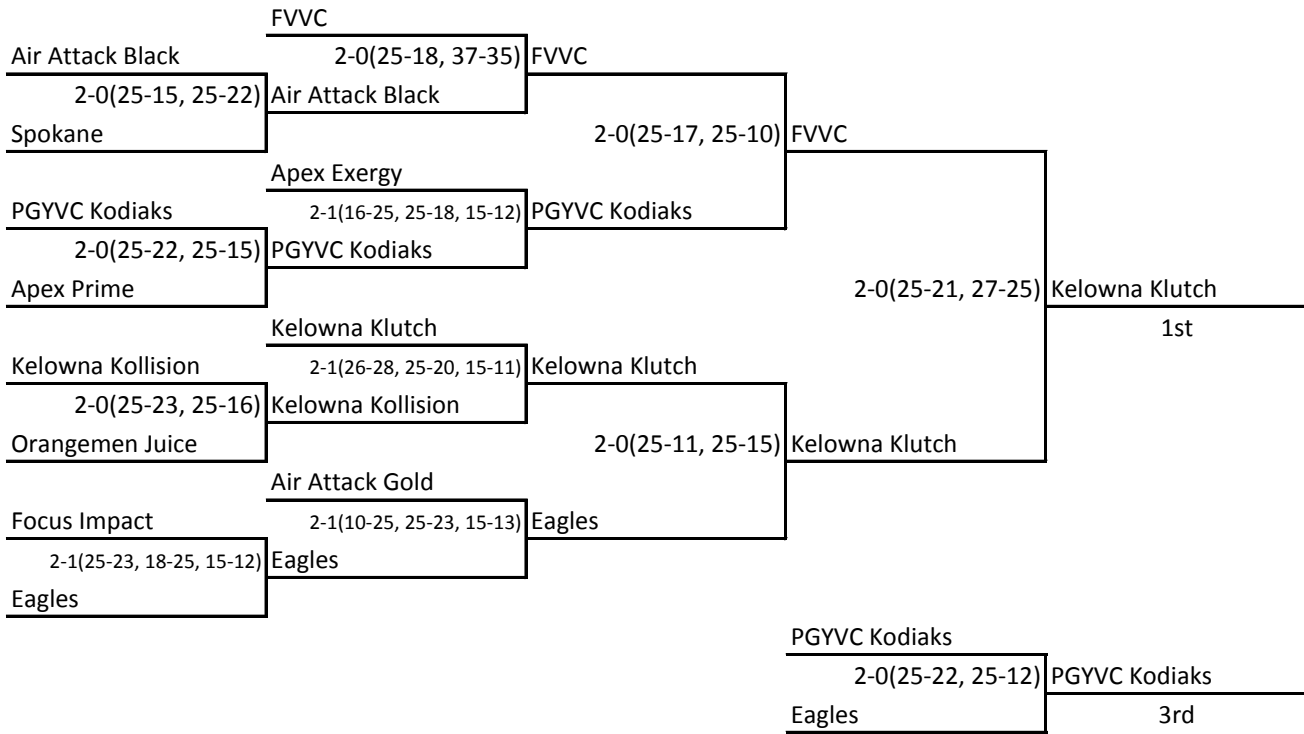 FVVC
Air Attack Black
2-0(25-18, 37-35) FVVC
2-0(25-15, 25-22) Air Attack Black
Spokane
2-0(25-17, 25-10) FVVC
Apex Exergy
PGYVC Kodiaks
2-1(16-25, 25-18, 15-12) PGYVC Kodiaks
2-0(25-22, 25-15) PGYVC Kodiaks
Apex Prime
2-0(25-21, 27-25) Kelowna Klutch
Kelowna Klutch
1st
Kelowna Kollision
2-1(26-28, 25-20, 15-11) Kelowna Klutch
2-0(25-23, 25-16) Kelowna Kollision
Orangemen Juice
2-0(25-11, 25-15) Kelowna Klutch
Air Attack Gold
Focus Impact
2-1(10-25, 25-23, 15-13) Eagles
2-1(25-23, 18-25, 15-12) Eagles
Eagles
PGYVC Kodiaks
2-0(25-22, 25-12) PGYVC Kodiaks
Eagles
3rd